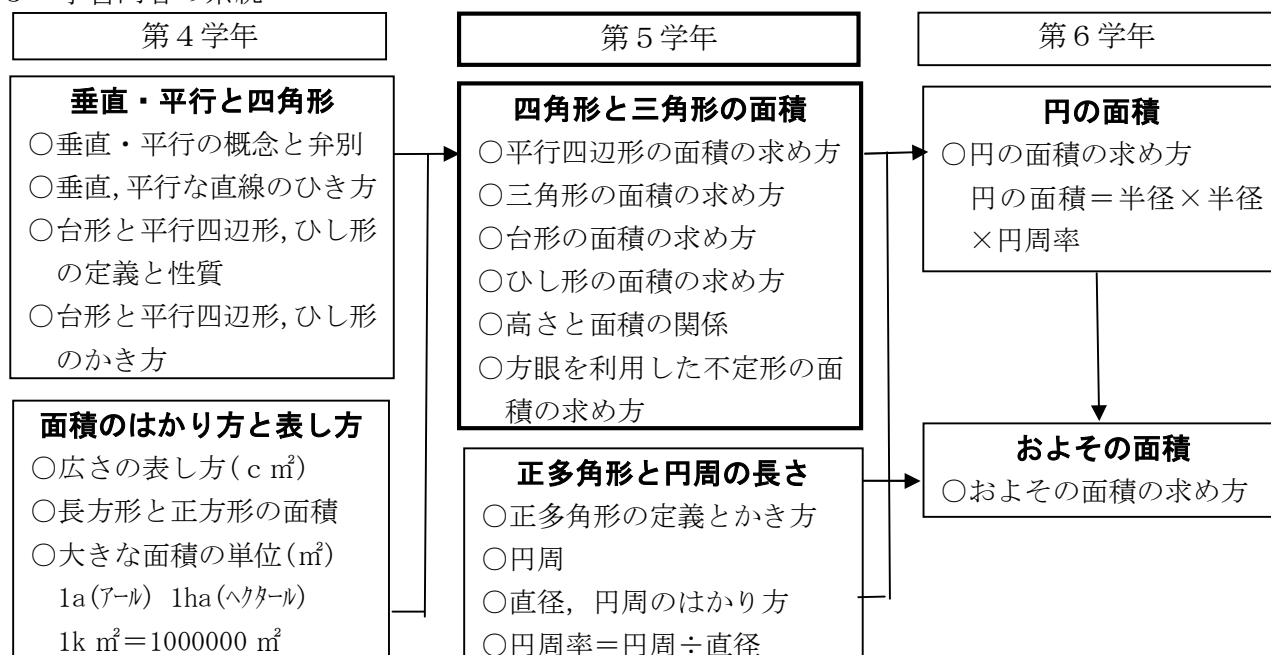 第４学年
垂直・平行と四角形
○垂直・平行の概念と弁別
○垂直,平行な直線のひき方
○台形と平行四辺形,ひし形
の定義と性質
○台形と平行四辺形,ひし形
のかき方
面積のはかり方と表し方
○広さの表し方(ｃ㎡)
○長方形と正方形の面積
○大きな面積の単位(㎡)
1a(ｱｰﾙ) 1ha(ﾍｸﾀｰﾙ)
1k㎡＝1000000㎡
第５学年
四角形と三角形の面積
○平行四辺形の面積の求め方
○三角形の面積の求め方
○台形の面積の求め方
○ひし形の面積の求め方
○高さと面積の関係
○方眼を利用した不定形の面
積の求め方
正多角形と円周の長さ
○正多角形の定義とかき方
○円周
○直径，円周のはかり方
○円周率＝円周÷直径
第６学年
円の面積
○円の面積の求め方
円の面積＝半径×半径
×円周率
およその面積
○およその面積の求め方